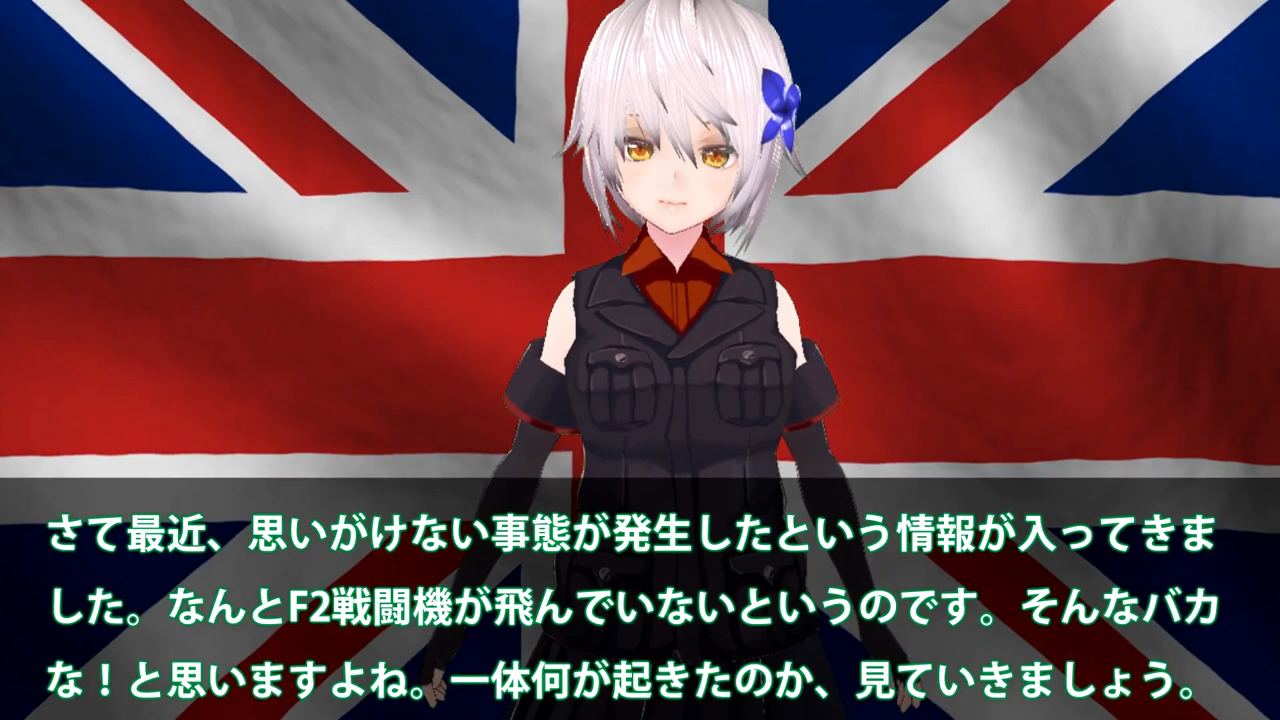 さて最近、思いがけない事態が発生したという情報が入ってきま
した。なんとF2戦闘機が飛んでいないというのです。そんなバカ
な！と思いますよね。一体何が起きたのか、見ていきましょう。